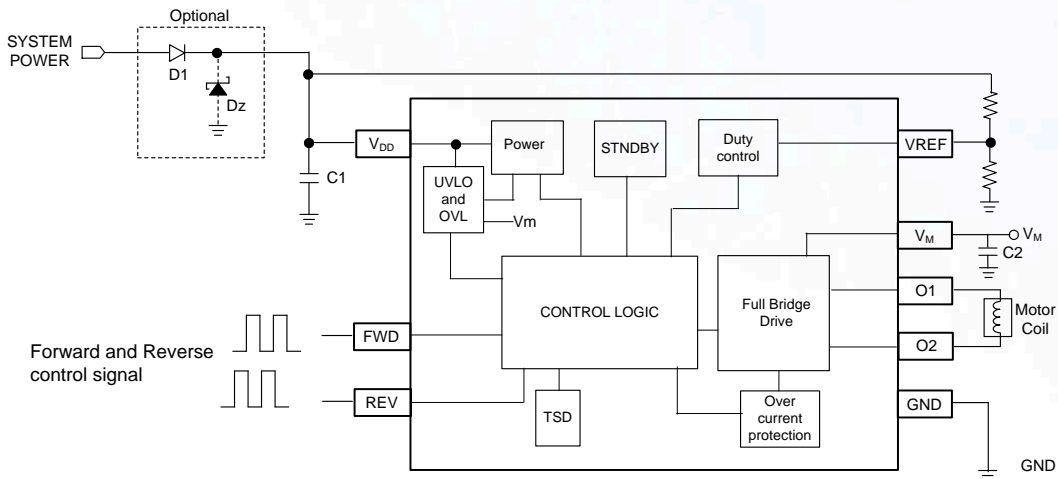 Optional
SYSTEM
POWER
D1
Dz
C1
VDD
Power
STNDBY
Duty
control
VREF
UVLO
and
OVL
Vm
VM
VM
C2
CONTROL LOGIC
Full Bridge
Drive
O1
O2
Motor
Coil
FWD
REV
Forward and Reverse
control signal
TSD
Over
current
protection
GND
GND